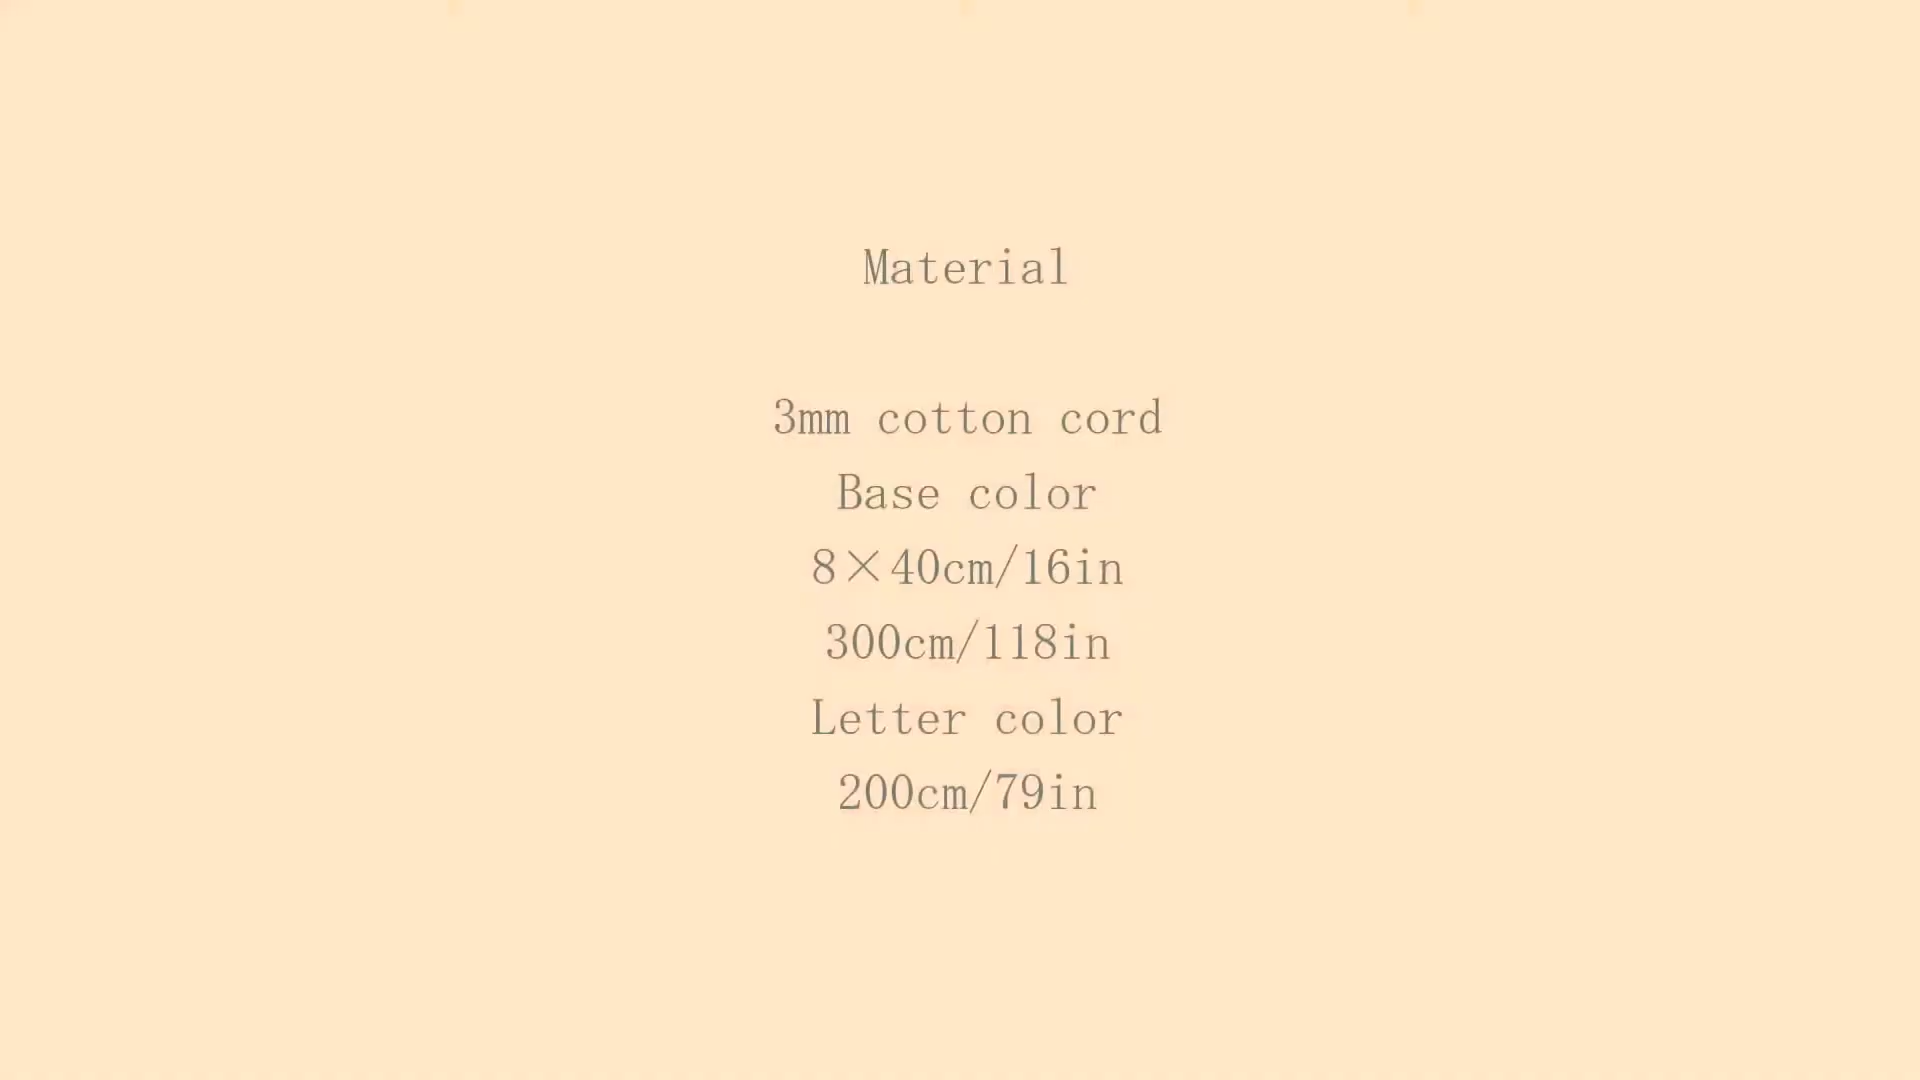 Material
3mm cotton cord
Base color
8×40cm/16in
300cm/118in
Letter color
200cm/79in